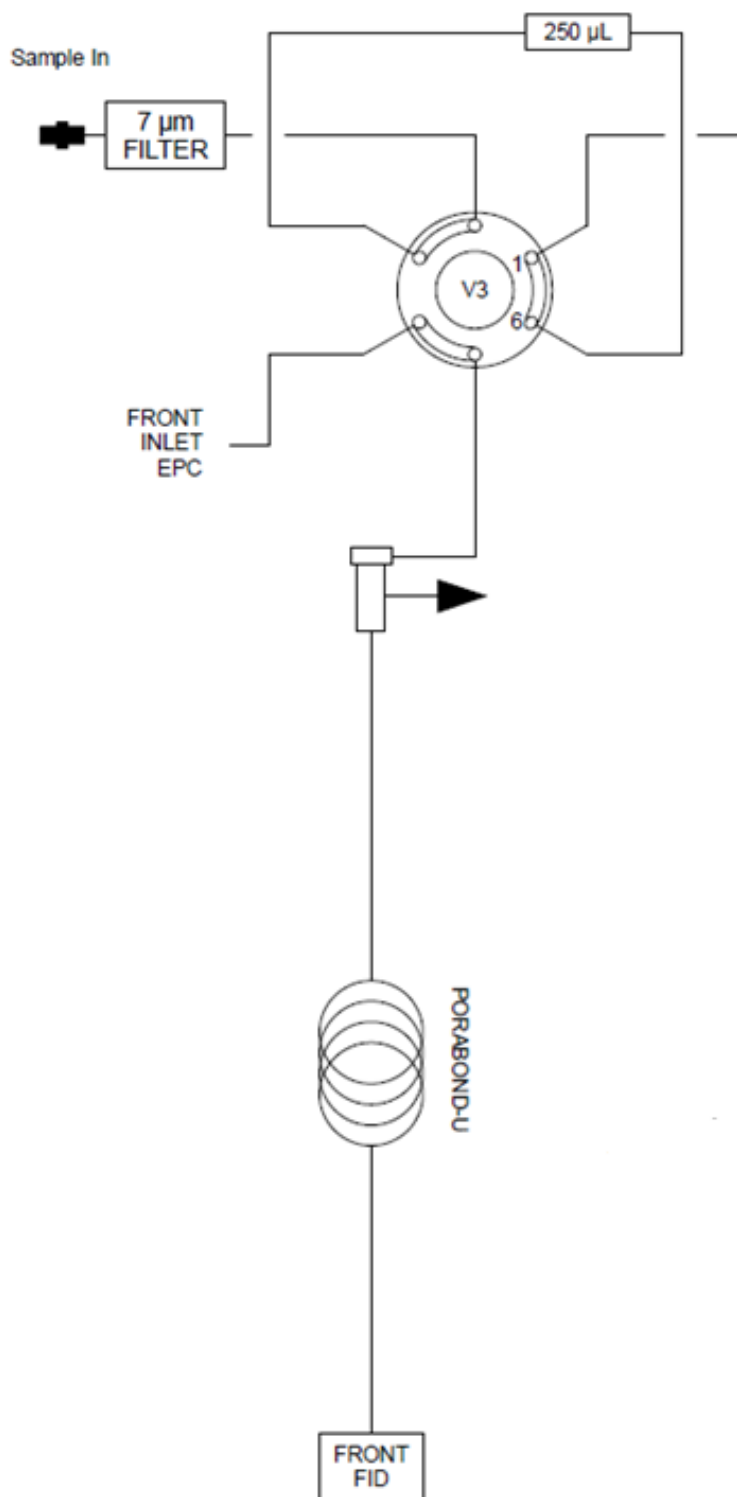 250 µL
Sample In
7 µm
FILTER
1
V3
6
FRONT
INLET
EPC
PORABOND-U
FRONT
FID